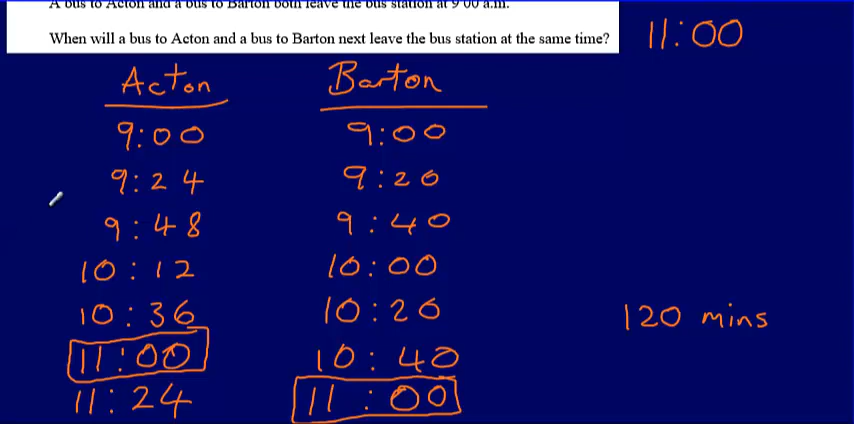 A bus to Acton and a bus to Barton both leave the bus station at 9 00 a.m.
When will a bus to Acton and a bus to Barton next leave the bus station at the same time?
11:00
Acton Barton
9:00 9:00
9:24 9:20
9:48 9:40
10:12 10:00
10:36 10:20
120 mins
11:00 10:40
11:24 11:00